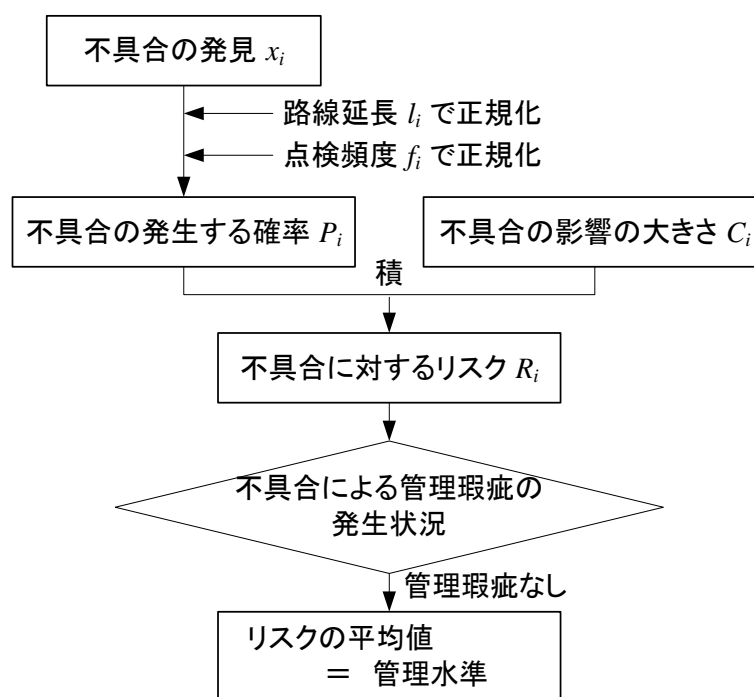 不具合の発見 xi
路線延長 li で正規化
点検頻度 fi で正規化
不具合の発生する確率 Pi
不具合の影響の大きさ Ci
積
不具合に対するリスク Ri
不具合による管理瑕疵の
発生状況
管理瑕疵なし
リスクの平均値
＝ 管理水準